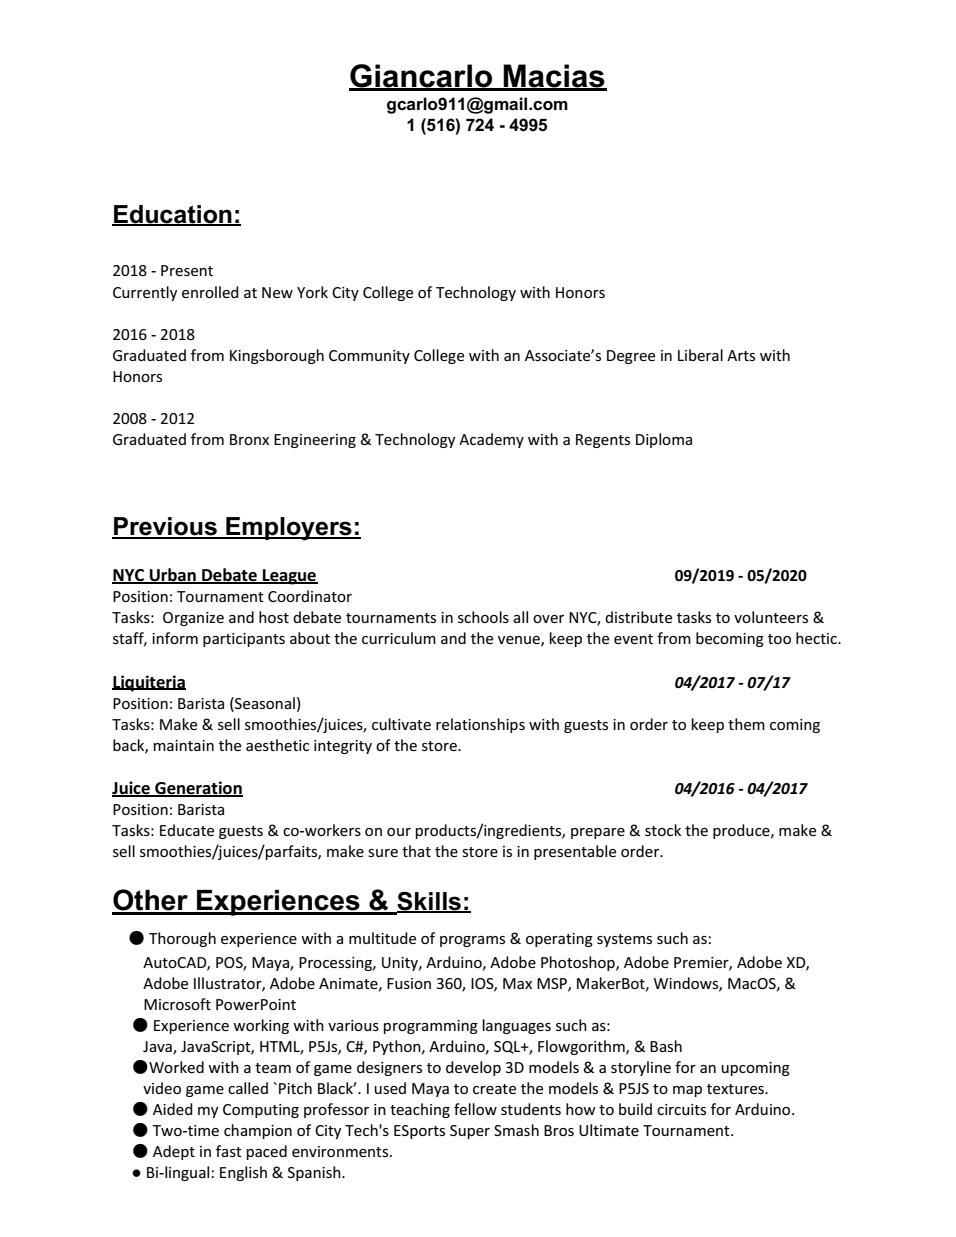 Giancarlo Macias
gcarlo911@gmail.com
1 (516) 724 - 4995
Education:
2018 - Present
Currently enrolled at New York City College of Technology with Honors
2016 - 2018
Graduated from Kingsborough Community College with an Associate’s Degree in Liberal Arts with
Honors
2008 - 2012
Graduated from Bronx Engineering & Technology Academy with a Regents Diploma
Previous Employers:
NYC Urban Debate League 09/2019 - 05/2020
Position: Tournament Coordinator
Tasks:  Organize and host debate tournaments in schools all over NYC, distribute tasks to volunteers &
staff, inform participants about the curriculum and the venue, keep the event from becoming too hectic.
Liquiteria 04/2017 - 07/17
Position: Barista (Seasonal)
Tasks: Make & sell smoothies/juices, cultivate relationships with guests in order to keep them coming
back, maintain the aesthetic integrity of the store.
Juice Generation 04/2016 - 04/2017
Position: Barista
Tasks: Educate guests & co-workers on our products/ingredients, prepare & stock the produce, make &
sell smoothies/juices/parfaits, make sure that the store is in presentable order.
Other Experiences & Skills:
● Thorough experience with a multitude of programs & operating systems such as:
AutoCAD, POS, Maya, Processing, Unity, Arduino, Adobe Photoshop, Adobe Premier, Adobe XD,
Adobe Illustrator, Adobe Animate, Fusion 360, IOS, Max MSP, MakerBot, Windows, MacOS, &
Microsoft PowerPoint
● Experience working with various programming languages such as:
Java, JavaScript, HTML, P5Js, C#, Python, Arduino, SQL+, Flowgorithm, & Bash
●Worked with a team of game designers to develop 3D models & a storyline for an upcoming
video game called `Pitch Black’. I used Maya to create the models & P5JS to map textures.
● Aided my Computing professor in teaching fellow students how to build circuits for Arduino.
● Two-time champion of City Tech's ESports Super Smash Bros Ultimate Tournament.
● Adept in fast paced environments.
● Bi-lingual: English & Spanish.